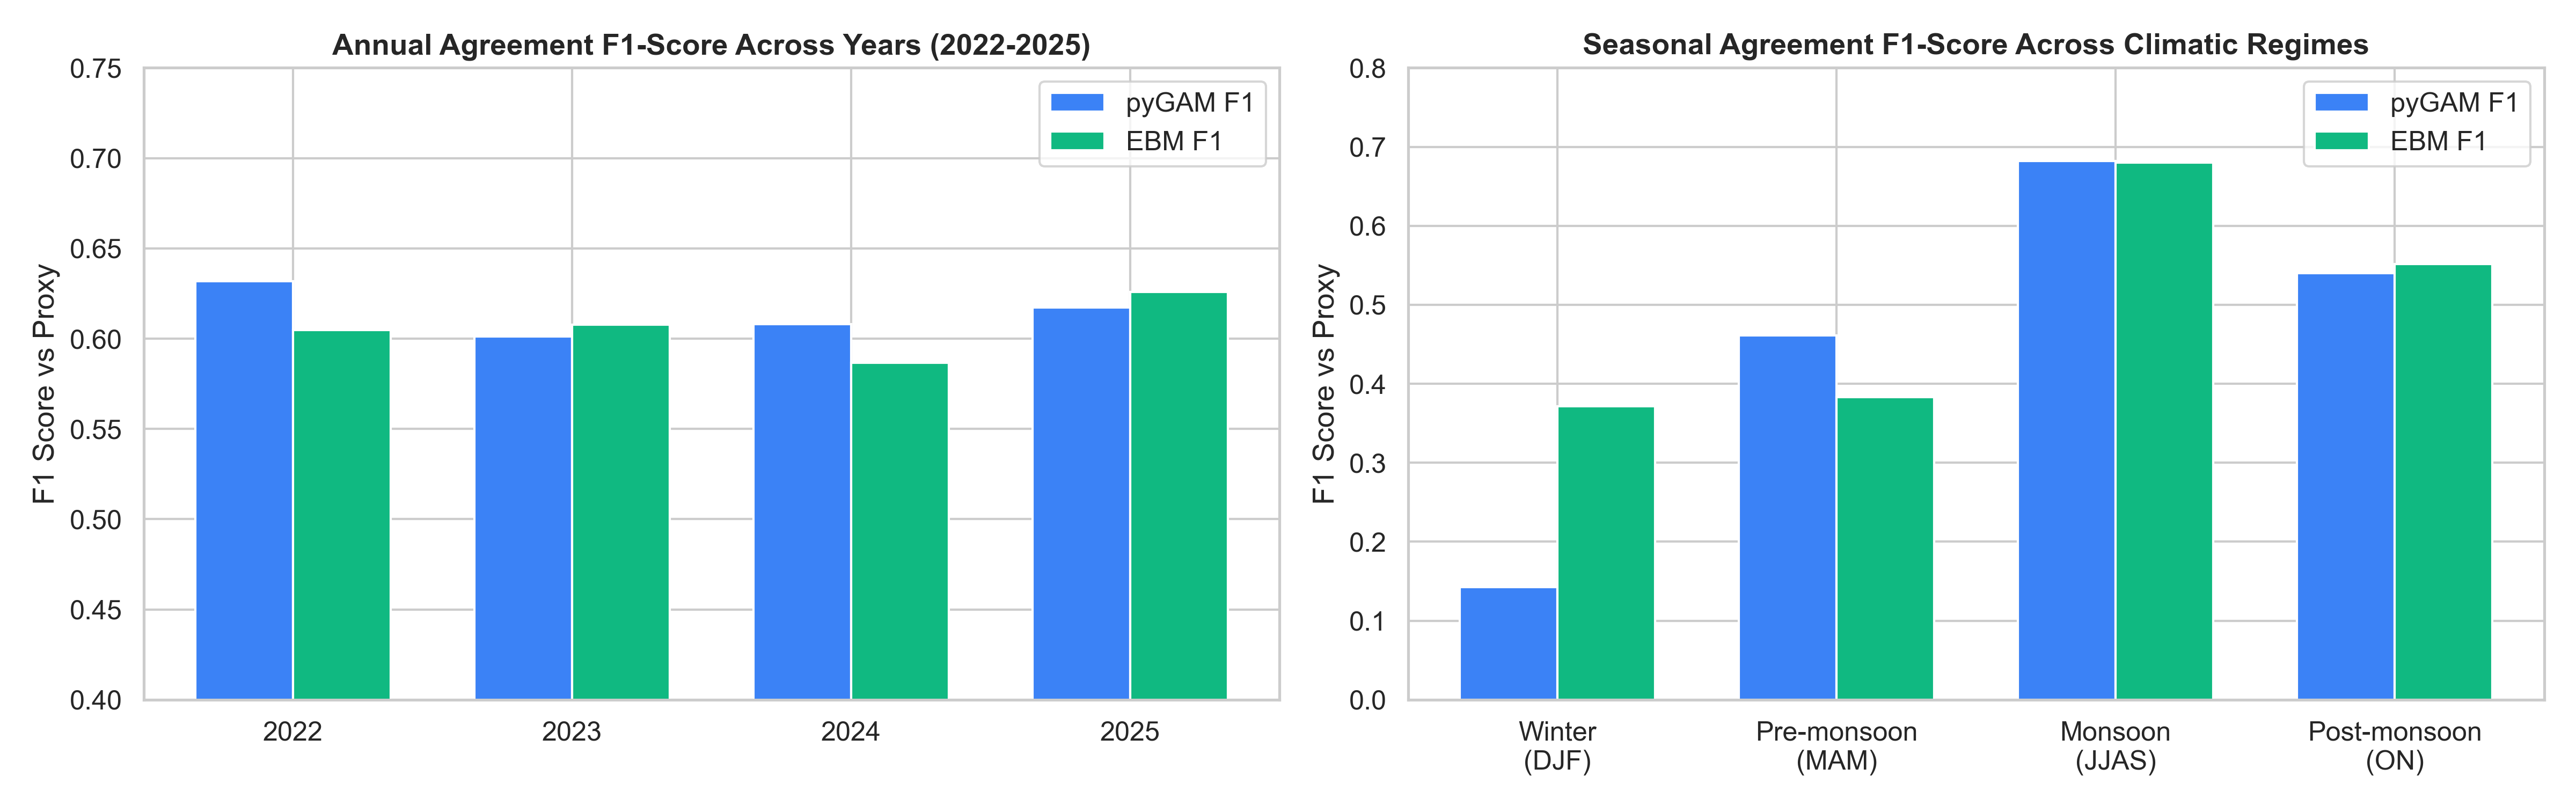 Annual Agreement F1-Score Across Years (2022-2025)
F1 Score vs Proxy
0.75
0.70
0.65
0.60
0.55
0.50
0.45
0.40
pyGAM F1
EBM F1
2022
2023
2024
2025
Seasonal Agreement F1-Score Across Climatic Regimes
F1 Score vs Proxy
0.8
0.7
0.6
0.5
0.4
0.3
0.2
0.1
0.0
pyGAM F1
EBM F1
Winter
(DJF)
Pre-monsoon
(MAM)
Monsoon
(JJAS)
Post-monsoon
(ON)